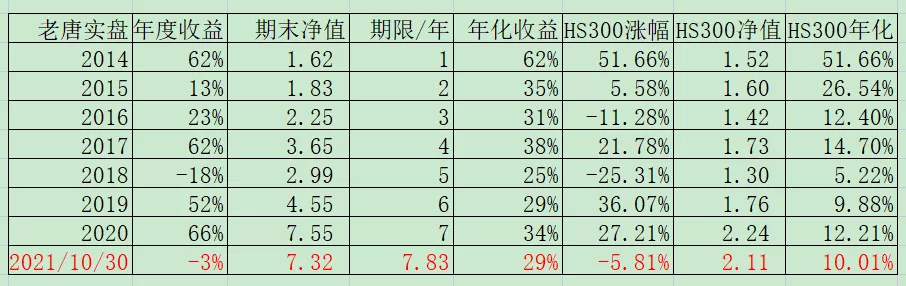 老唐实盘 年度收益 期末净值 期限/年 年化收益 HS300涨幅 HS300净值 HS300年化
2014 62% 1.62 1 62% 51.66% 1.52 51.66%
2015 13% 1.83 2 35% 5.58% 1.60 26.54%
2016 23% 2.25 3 31% -11.28% 1.42 12.40%
2017 62% 3.65 4 38% 21.78% 1.73 14.70%
2018 -18% 2.99 5 25% -25.31% 1.30 5.22%
2019 52% 4.55 6 29% 36.07% 1.76 9.88%
2020 66% 7.55 7 34% 27.21% 2.24 12.21%
2021/10/30 -3% 7.32 7.83 29% -5.81% 2.11 10.01%